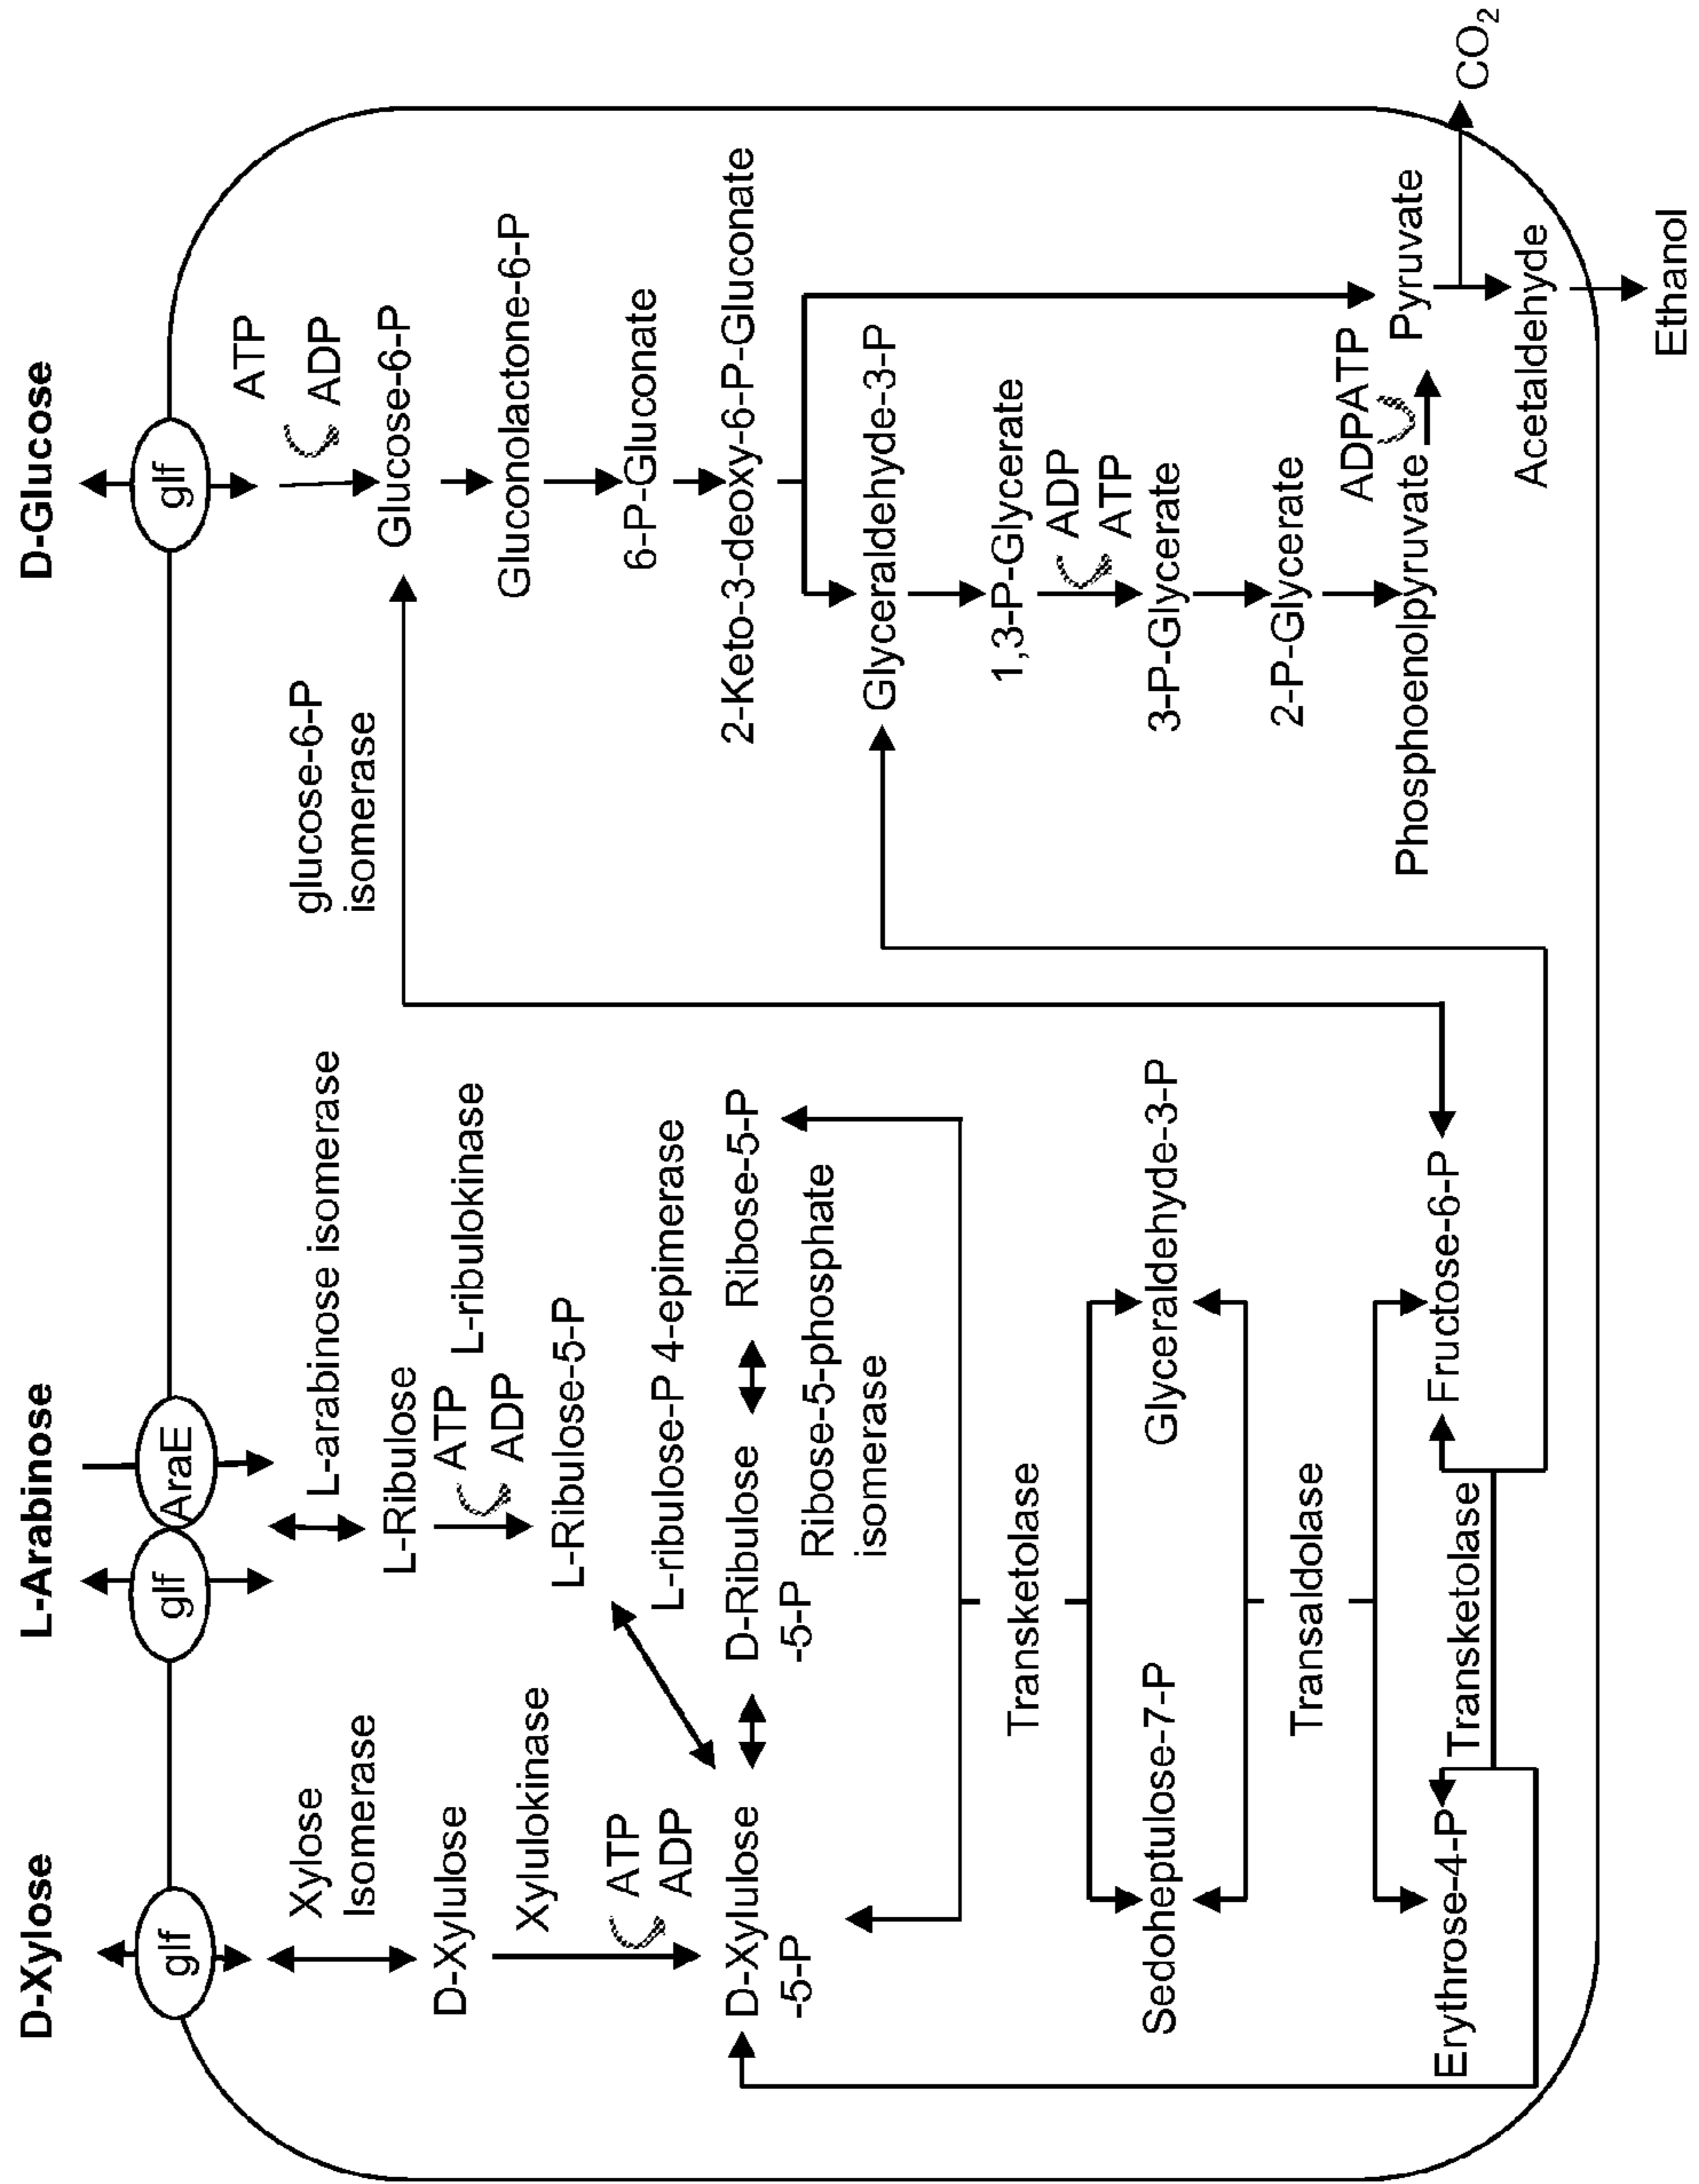 D-Xylose
L-Arabinose
D-Glucose
glf
glf
AraE
glf
Xylose
Isomerase
D-Xylulose
Xylulokinase
ATP
ADP
D-Xylulose
-5-P
L-arabinose isomerase
L-Ribulose
L-ribulokinase
ATP
ADP
L-Ribulose-5-P
L-ribulose-P 4-epimerase
D-Ribulose
-5-P
Ribose-5-P
Ribose-5-phosphate
isomerase
Transketolase
Sedoheptulose-7-P
Glyceraldehyde-3-P
Transaldolase
Erythrose-4-P
Fructose-6-P
Transketolase
glucose-6-P
isomerase
ATP
ADP
Glucose-6-P
Gluconolactone-6-P
6-P-Gluconate
2-Keto-3-deoxy-6-P-Gluconate
Glyceraldehyde-3-P
1,3-P-Glycerate
ADP
ATP
3-P-Glycerate
2-P-Glycerate
Phosphoenolpyruvate
ADPATP
Pyruvate
CO2
Acetaldehyde
Ethanol